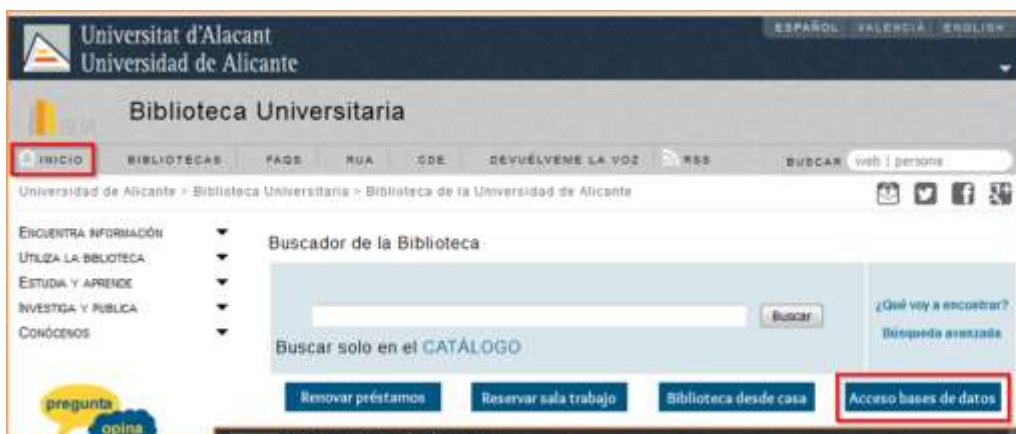 Universitat d'Alacant
Universidad de Alicante
ESPAÑOL VALENCIÀ ENGLISH
Biblioteca Universitaria
BUA
INICIO BIBLIOTECAS FAQS RUA CDE DEVUÉLVEME LA VOZ RSS BUSCAR web | persona
Universidad de Alicante > Biblioteca Universitaria > Biblioteca de la Universidad de Alicante
ENCUENTRA INFORMACIÓN
UTILIZA LA BIBLIOTECA
ESTUDIA Y APRENDE
INVESTIGA Y PUBLICA
CONÓCENOS
Buscador de la Biblioteca
Buscar
¿Qué voy a encontrar?
Búsqueda avanzada
Buscar solo en el CATÁLOGO
Renovar préstamos Reservar sala trabajo Biblioteca desde casa Acceso bases de datos
pregunta
opina